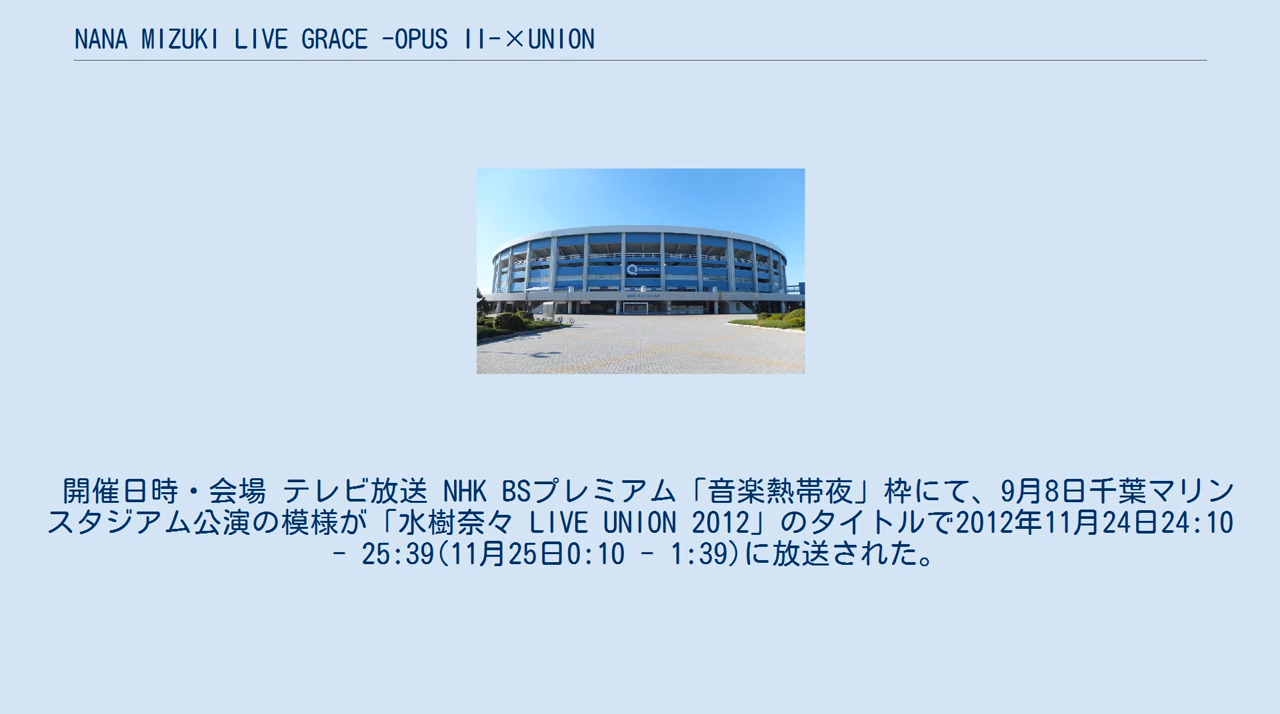 NANA MIZUKI LIVE GRACE -OPUS II-×UNION
開催日時・会場 テレビ放送 NHK BSプレミアム「音楽熱帯夜」枠にて、9月8日千葉マリン
スタジアム公演の模様が「水樹奈々 LIVE UNION 2012」のタイトルで2012年11月24日24:10
- 25:39(11月25日0:10 - 1:39)に放送された。